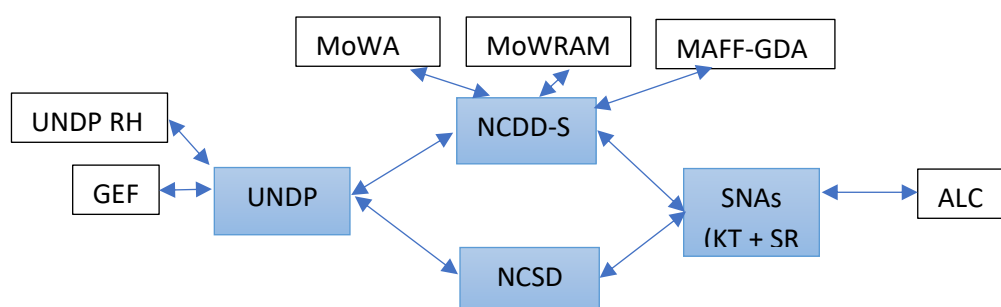 MoWA
MoWRAM
MAFF-GDA
UNDP RH
NCDD-S
GEF
UNDP
SNAs
(KT + SR
ALC
NCSD